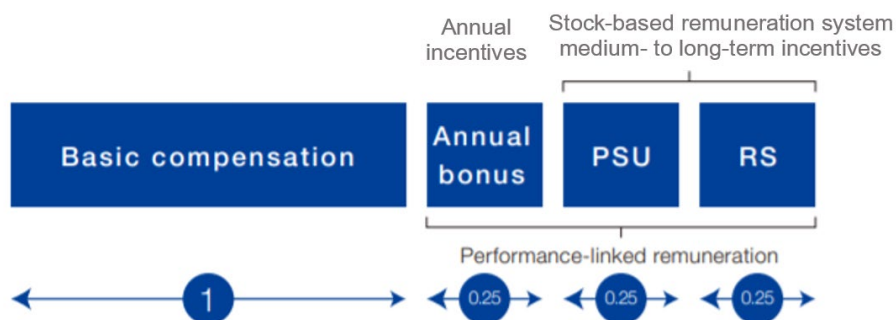 Annual
incentives
Stock-based remuneration system
medium- to long-term incentives
Basic compensation
Annual
bonus
PSU
RS
Performance-linked remuneration
1
0.25
0.25
0.25